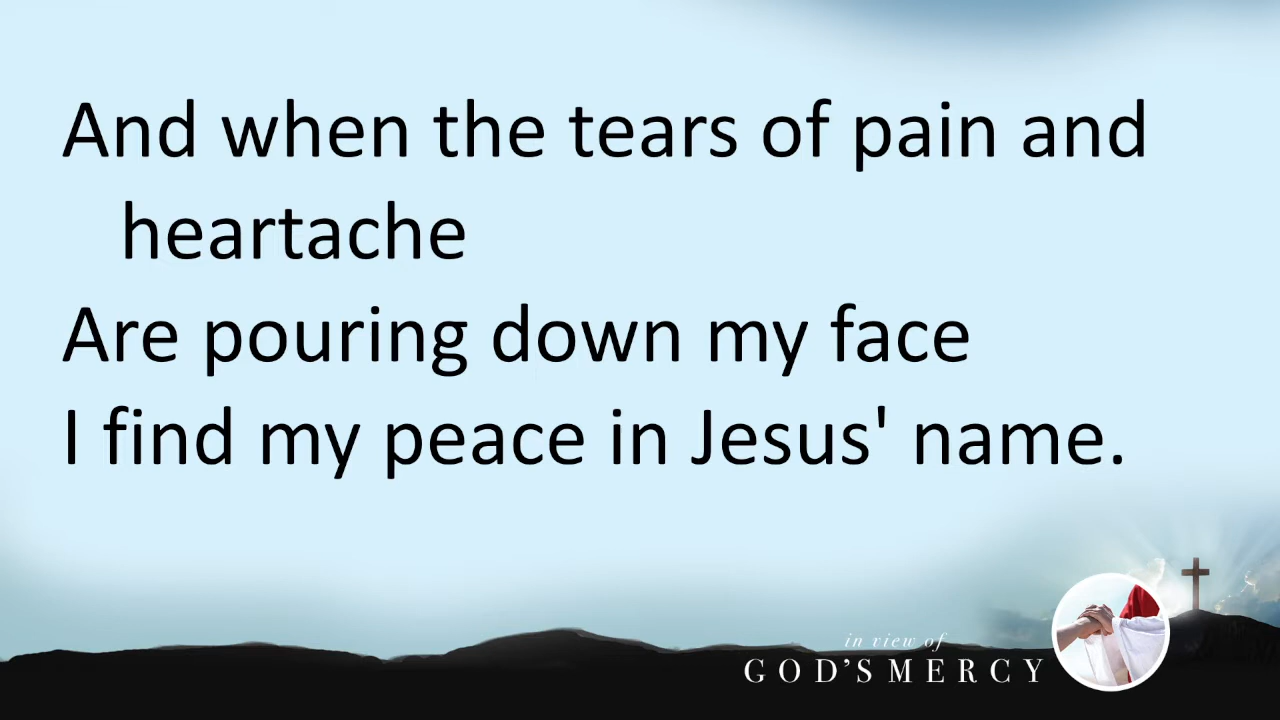 And when the tears of pain and
heartache
Are pouring down my face
I find my peace in Jesus' name.
in view of
GOD'S MERCY